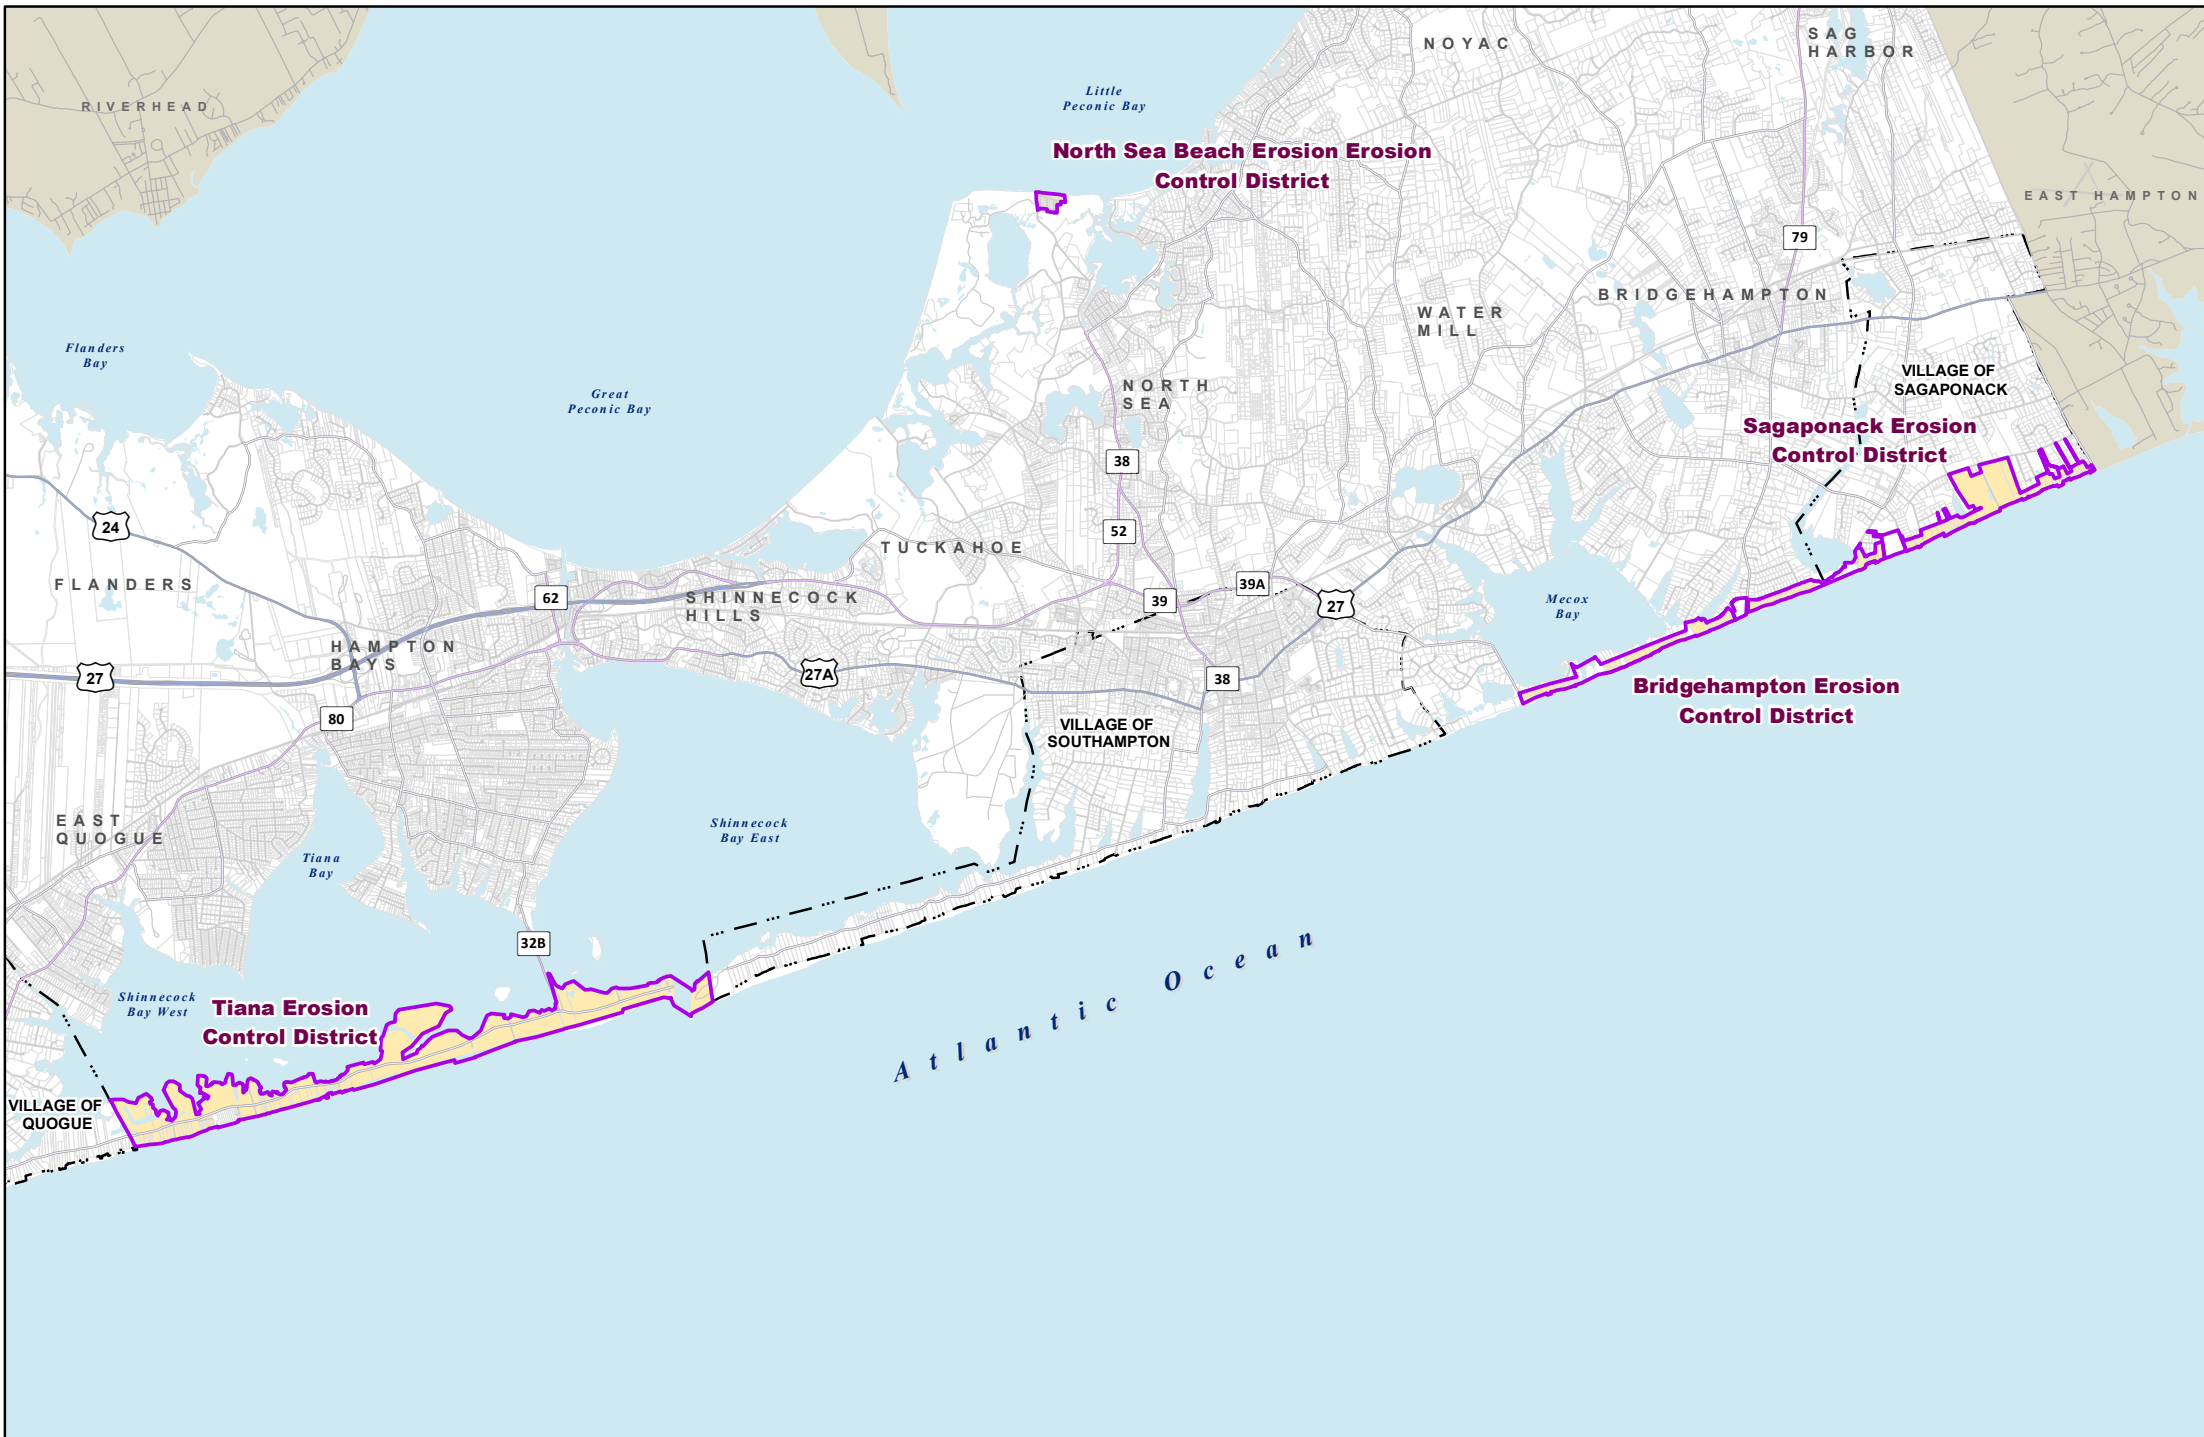 NOYAC
SAG
HARBOR
RIVERHEAD
Little
Peconic Bay
North Sea Beach Erosion Erosion
Control District
EAST HAMPTON
79
BRIDGEHAMPTON
WATER
MILL
Flanders
Bay
Great
Peconic Bay
NORTH
SEA
VILLAGE OF
SAGAPONACK
Sagaponack Erosion
Control District
38
24
52
TUCKAHOE
FLANDERS
62
SHINNECOCK
HILLS
39
39A
27
Mecox
Bay
HAMPTON
BAYS
27
27A
38
Bridgehampton Erosion
Control District
80
VILLAGE OF
SOUTHAMPTON
EAST
QUOGUE
Shinnecock
Bay East
Tiana
Bay
32B
Atlantic Ocean
Shinnecock
Bay West
Tiana Erosion
Control District
VILLAGE OF
QUOGUE